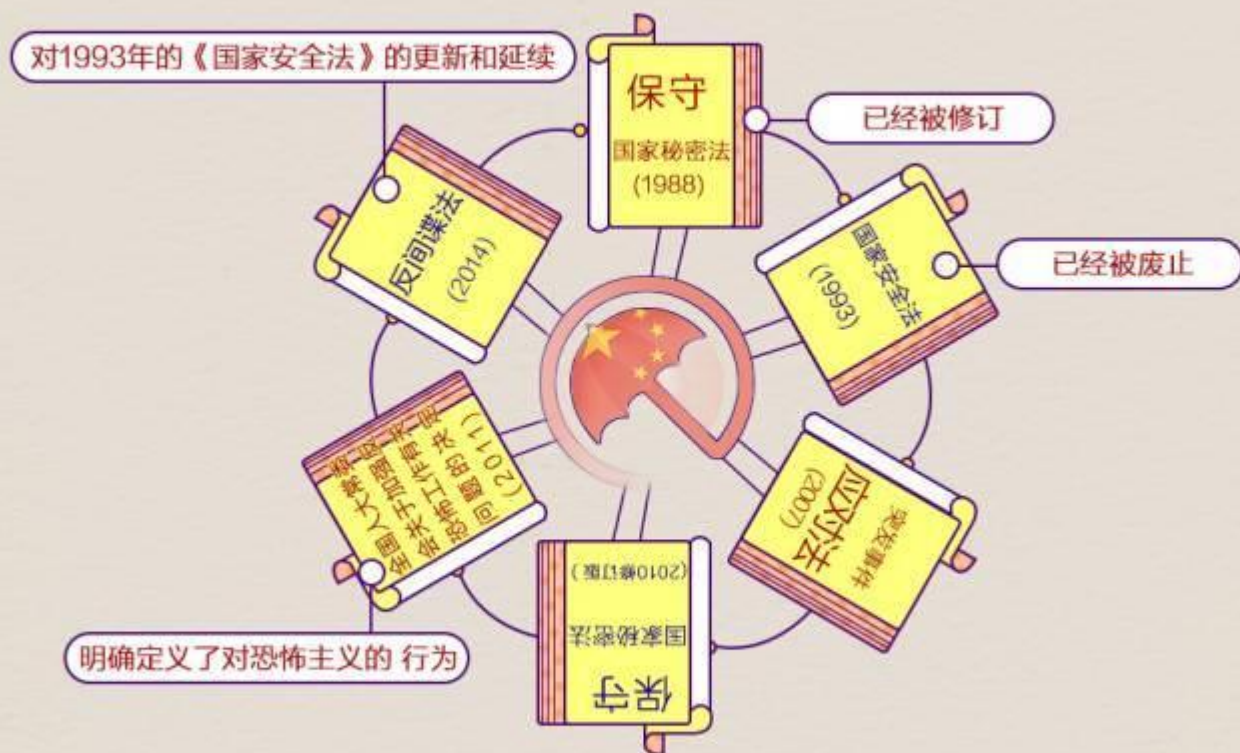 对1993年的《国家安全法》的更新和延续
保守
国家秘密法
(1988)
已经被修订
国家安全法
(1993)
已经被废止
突发事件
应对法
(2007)
保守
国家秘密法
(2010修订版)
全国人大常委
会关于加强反
恐怖工作有关
问题的决定
(2011)
明确定义了对恐怖主义的 行为
反间谍法
(2014)